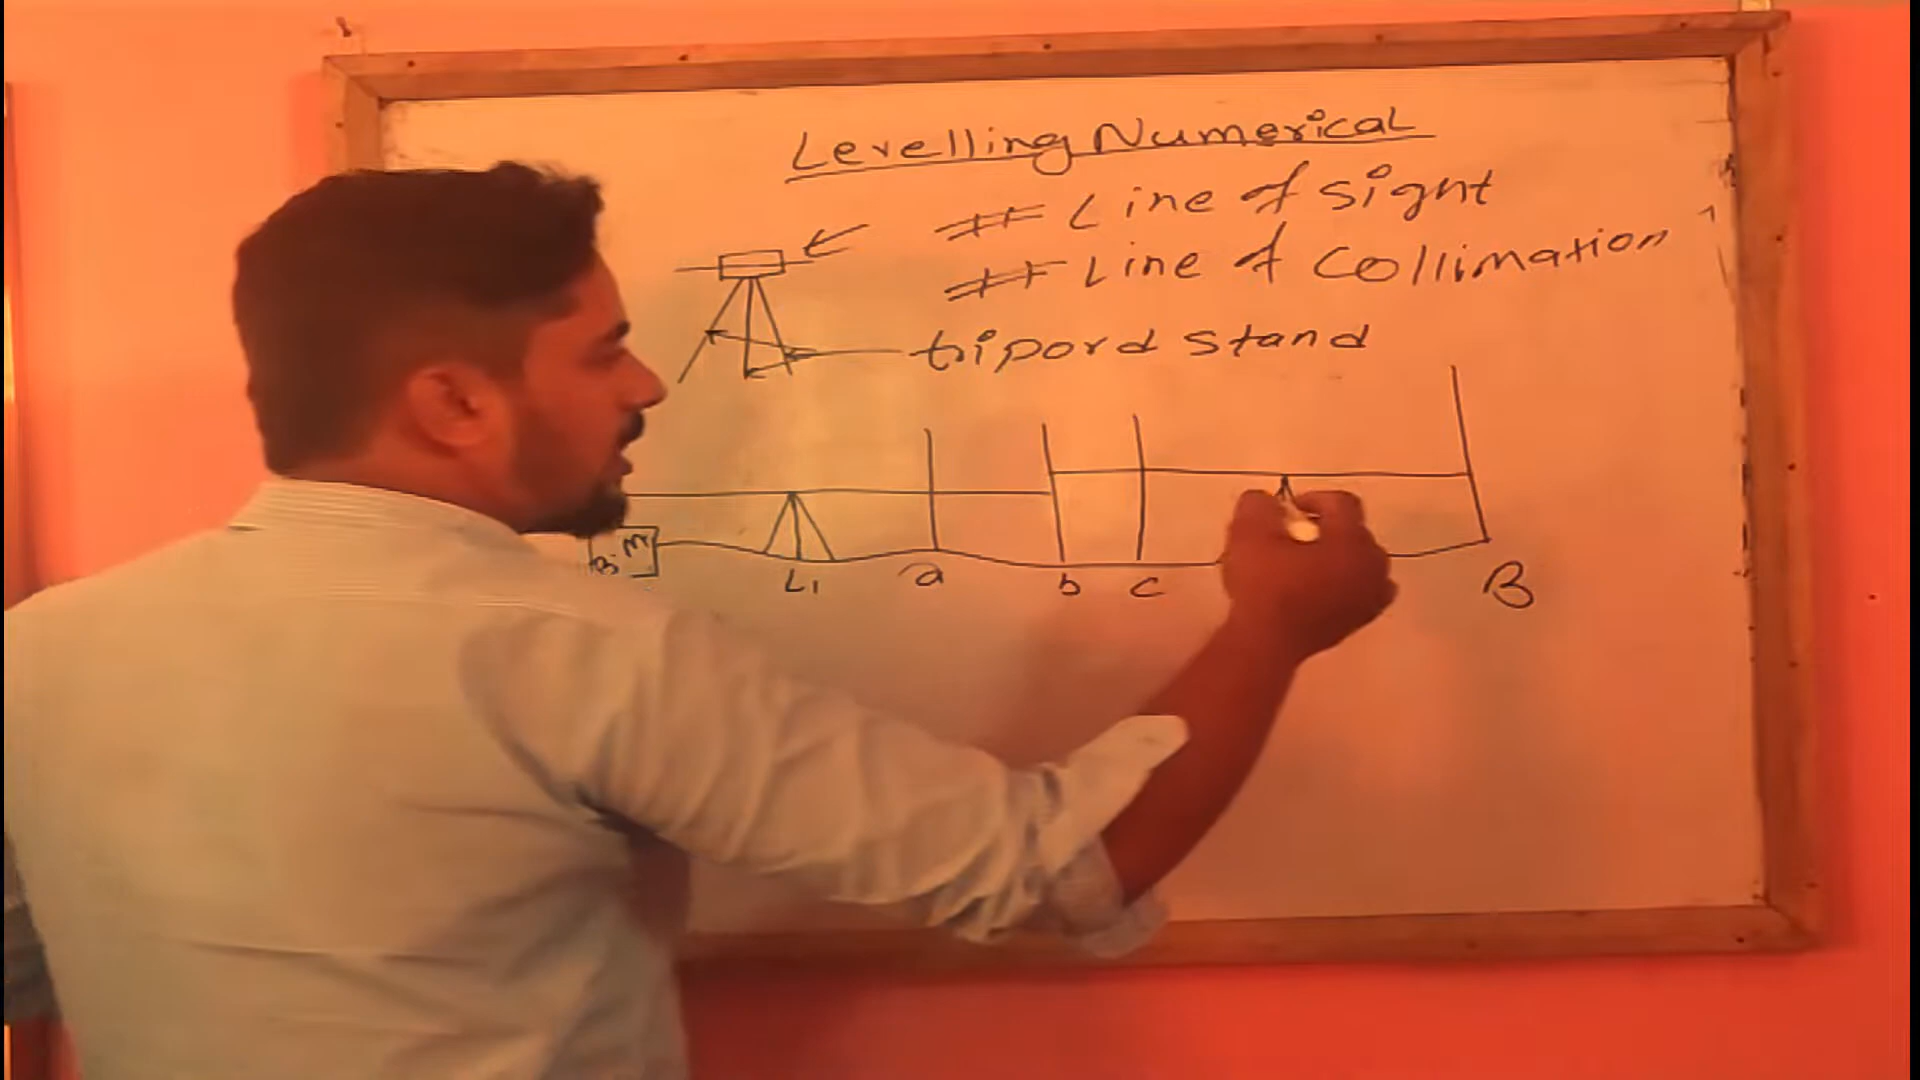 Levelling Numerical
# Line of Sight
# Line of Collimation
tripord stand
B.M
L1 a b c B